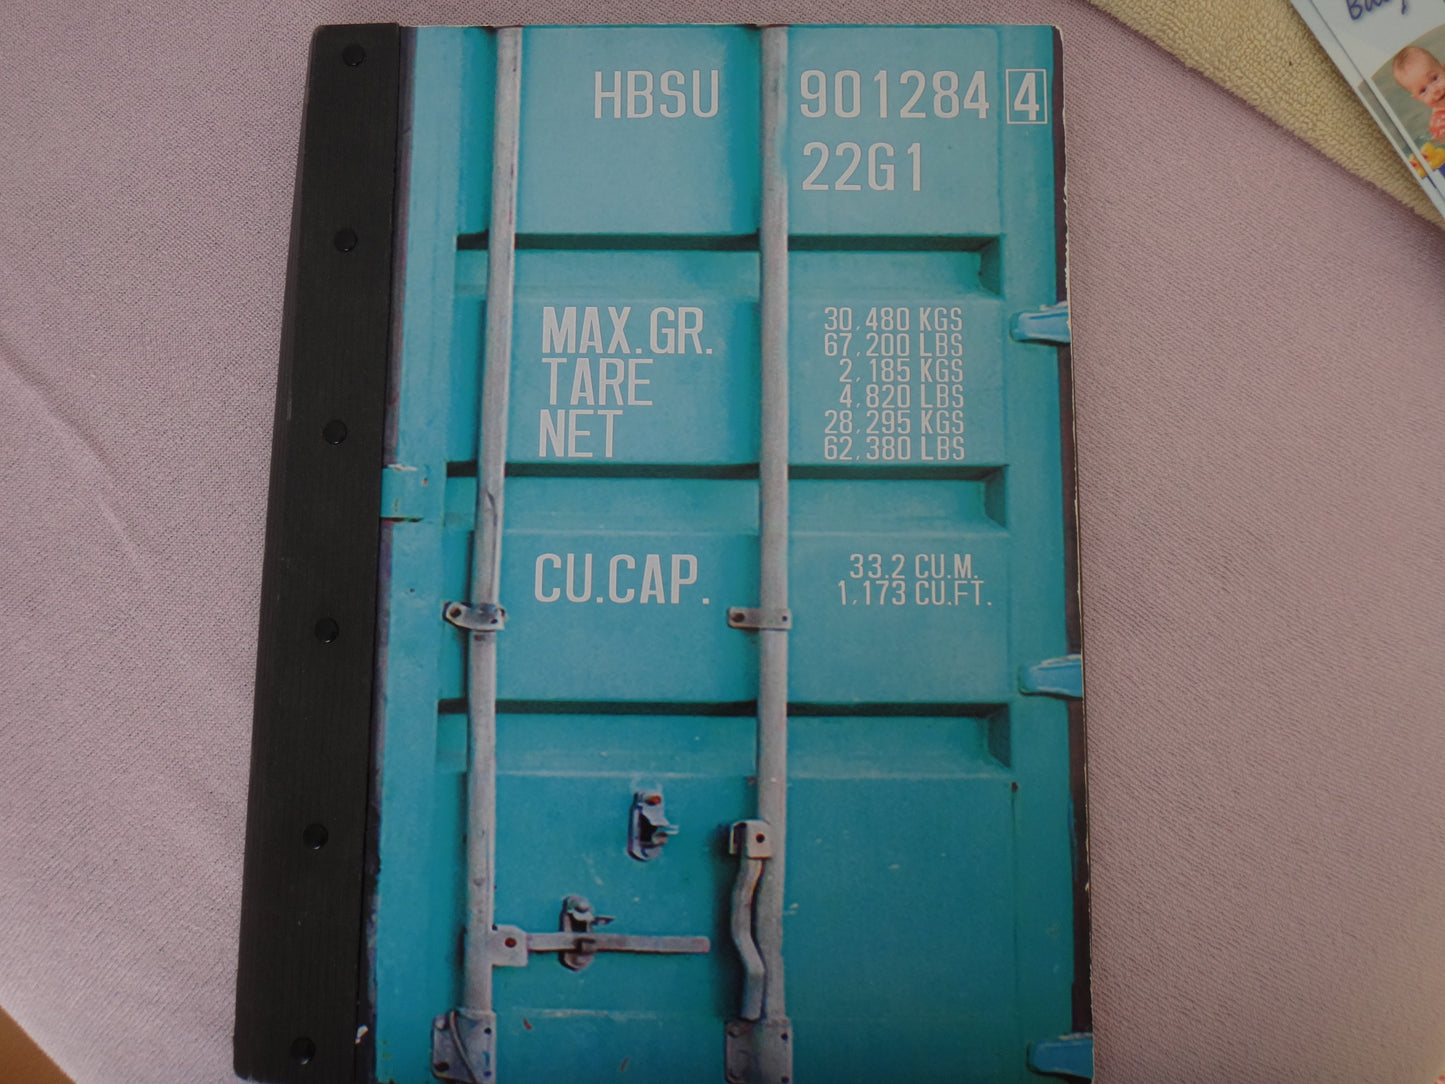 HBSU 901284 4
22G1
MAX.GR. 30,480 KGS
67,200 LBS
TARE 2,185 KGS
4,820 LBS
NET 28,295 KGS
62,380 LBS
CU.CAP. 33.2 CU.M.
1,173 CU.FT.